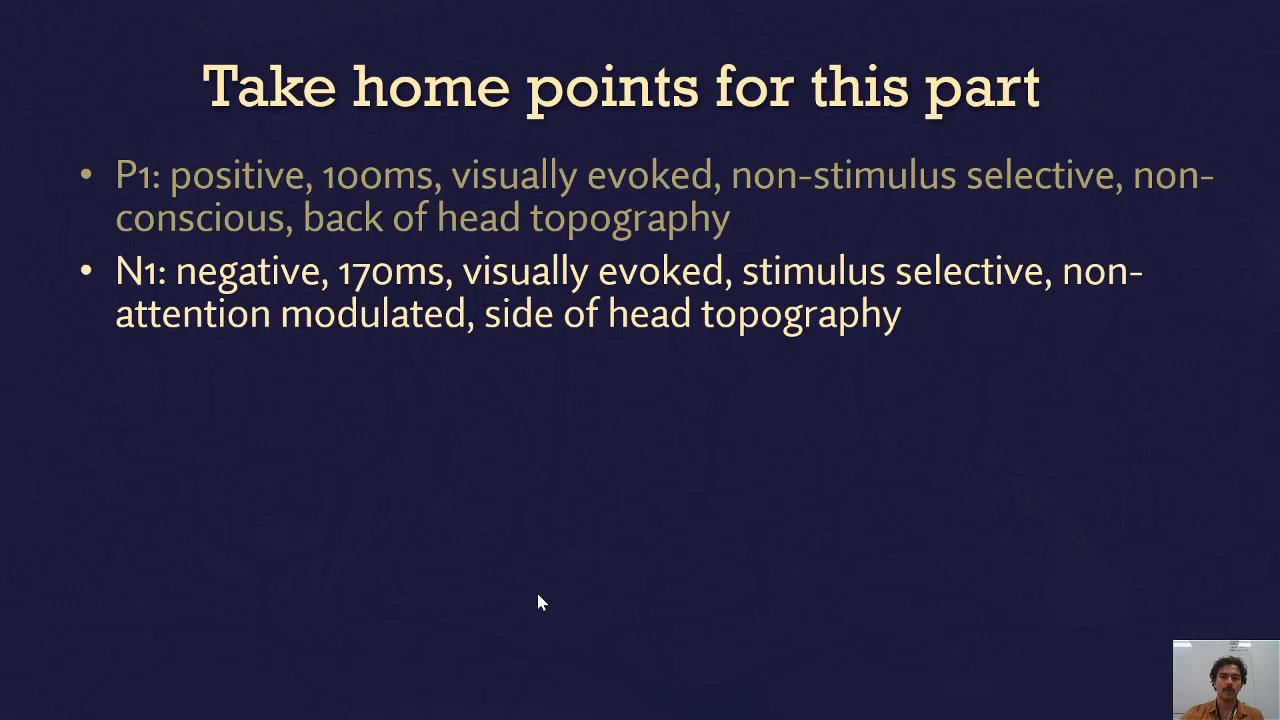 Take home points for this part
• P1: positive, 100ms, visually evoked, non-stimulus selective, non-
conscious, back of head topography
• N1: negative, 170ms, visually evoked, stimulus selective, non-
attention modulated, side of head topography